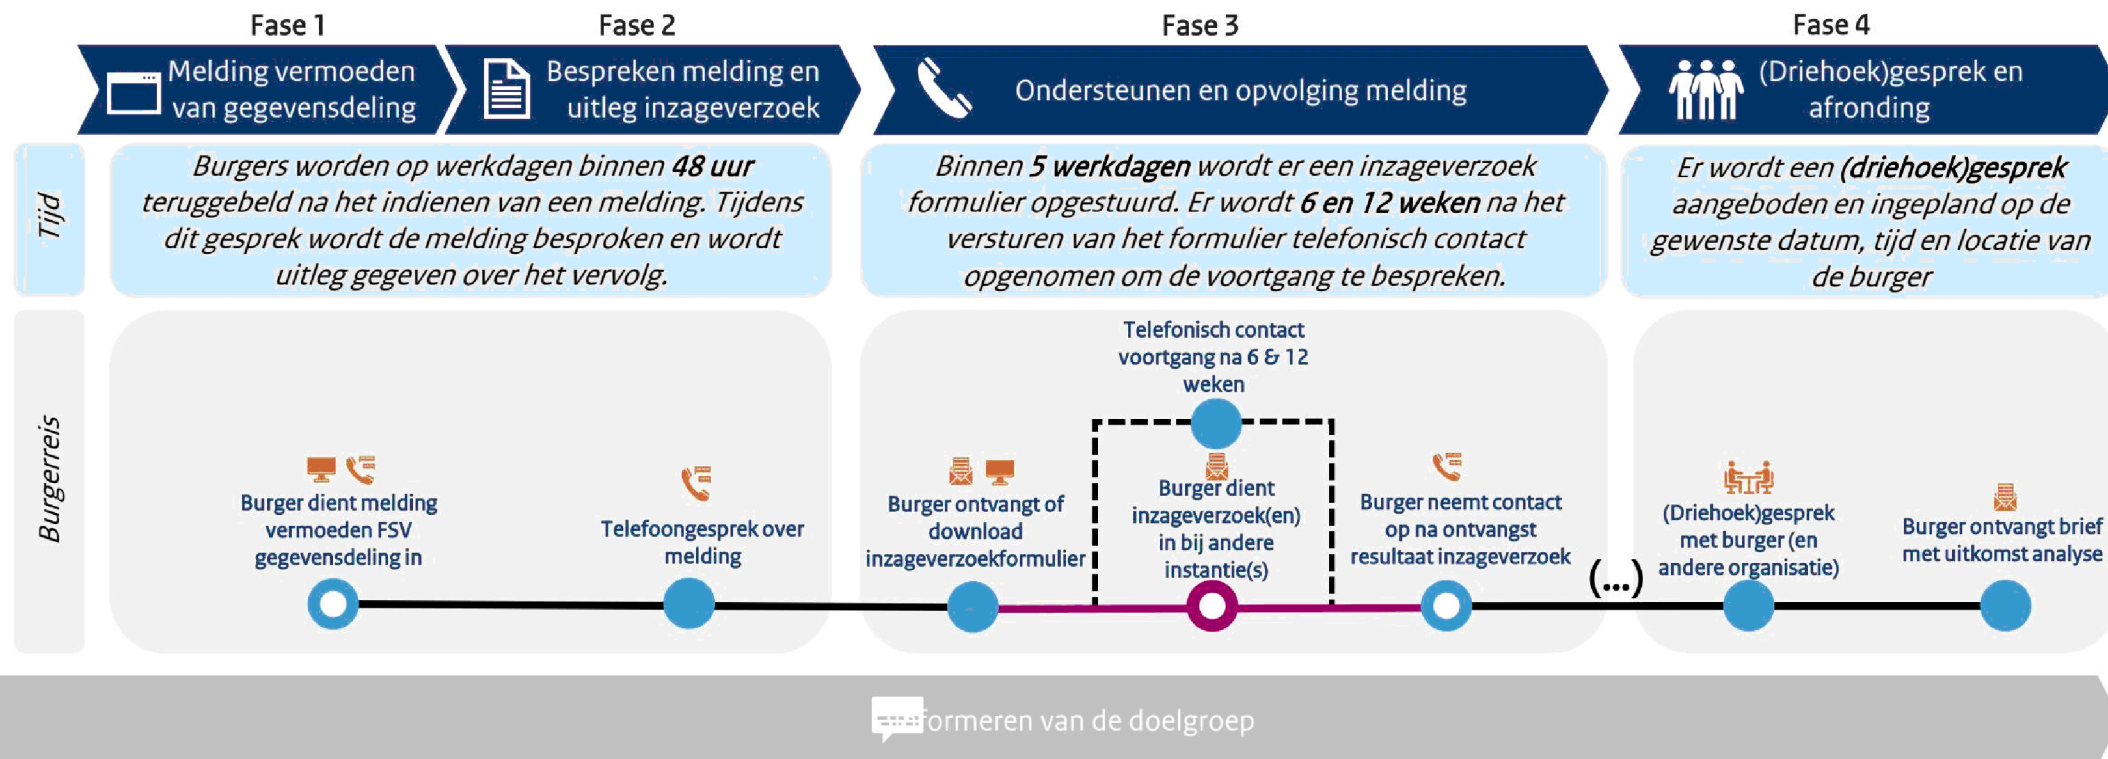 Fase 1
Fase 2
Fase 3
Fase 4
Melding vermoeden
van gegevensdeling
Bespreken melding en
uitleg inzageverzoek
Ondersteunen en opvolging melding
(Driehoek)gesprek en
afronding
Tijd
Burgers worden op werkdagen binnen 48 uur
teruggebeld na het indienen van een melding. Tijdens
dit gesprek wordt de melding besproken en wordt
uitleg gegeven over het vervolg.
Binnen 5 werkdagen wordt er een inzageverzoek
formulier opgestuurd. Er wordt 6 en 12 weken na het
versturen van het formulier telefonisch contact
opgenomen om de voortgang te bespreken.
Er wordt een (driehoek)gesprek
aangeboden en ingepland op de
gewenste datum, tijd en locatie van
de burger
Burgerreis
Burger dient melding
vermoeden FSV
gegevensdeling in
Telefoongesprek over
melding
Burger ontvangt of
download
inzageverzoekformulier
Telefonisch contact
voortgang na 6 & 12
weken
Burger dient
inzageverzoek(en)
in bij andere
instantie(s)
Burger neemt contact
op na ontvangst
resultaat inzageverzoek
(...)
(Driehoek)gesprek
met burger (en
andere organisatie)
Burger ontvangt brief
met uitkomst analyse
formeren van de doelgroep